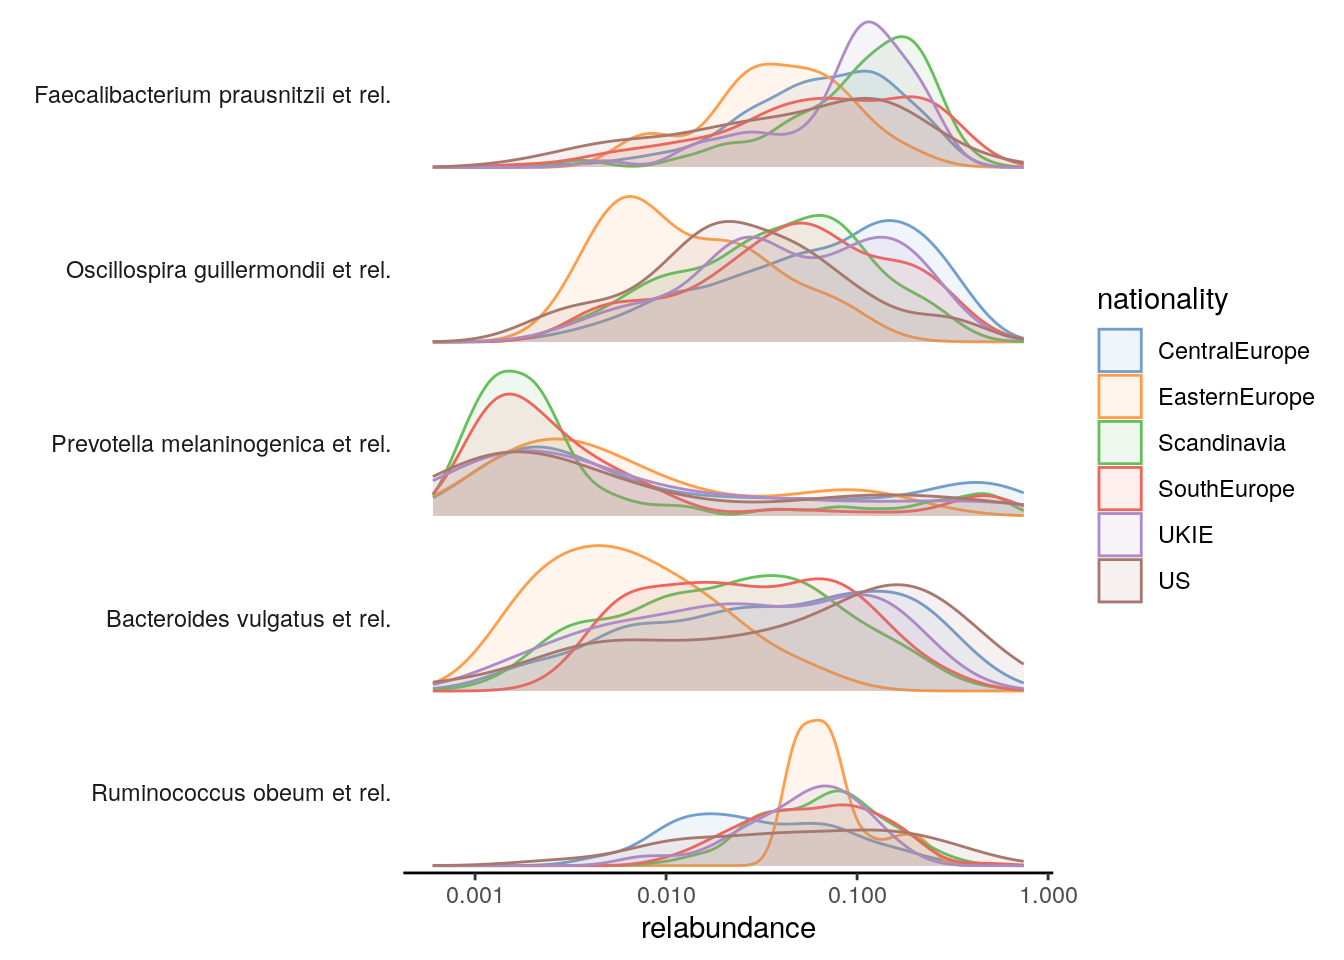 Faecalibacterium prausnitzii et rel.
Oscillospira guillermondii et rel.
Prevotella melaninogenica et rel.
Bacteroides vulgatus et rel.
Ruminococcus obeum et rel.
0.001 0.010 0.100 1.000
relabundance
nationality
CentralEurope
EasternEurope
Scandinavia
SouthEurope
UKIE
US